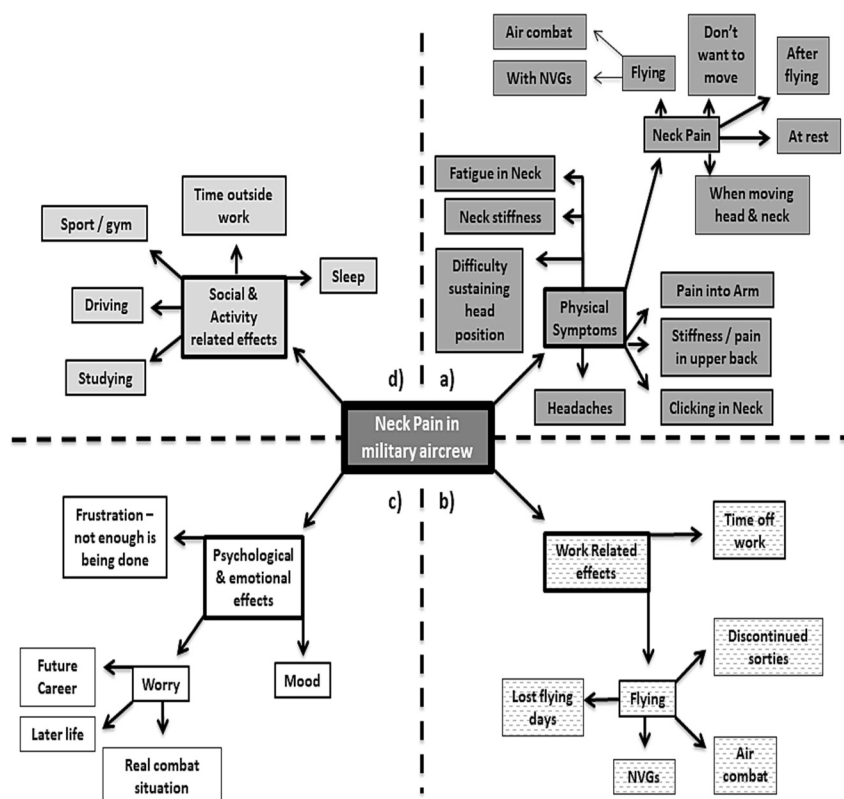 Air combat
With NVGs
Flying
Don't
want to
move
After
flying
Neck Pain
At rest
When moving
head & neck
Fatigue in Neck
Neck stiffness
Difficulty
sustaining
head
position
Physical
Symptoms
Pain into Arm
Stiffness / pain
in upper back
Clicking in Neck
Headaches
a)
Time outside
work
Sport / gym
Sleep
Driving
Social &
Activity
related effects
Studying
d)
Neck Pain in
military aircrew
c)
Frustration –
not enough is
being done
Psychological
& emotional
effects
Future
Career
Worry
Mood
Later life
Real combat
situation
b)
Work Related
effects
Time off
work
Discontinued
sorties
Lost flying
days
Flying
NVGs
Air
combat